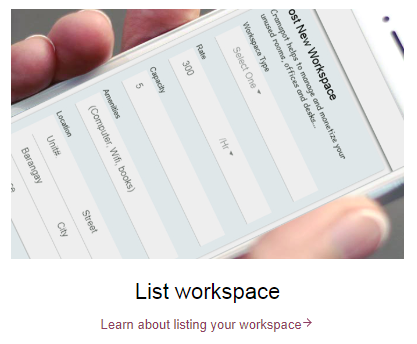 ost New Workspace
Cramspot helps to manage and monetize your
unused rooms, offices and desks...
Workspace Type
Select One
Rate
300
/Hr
Capacity
5
Amenities
(Computer, Wifi, books)
Location
Unit#
Street
Barangay
City
List workspace
Learn about listing your workspace→